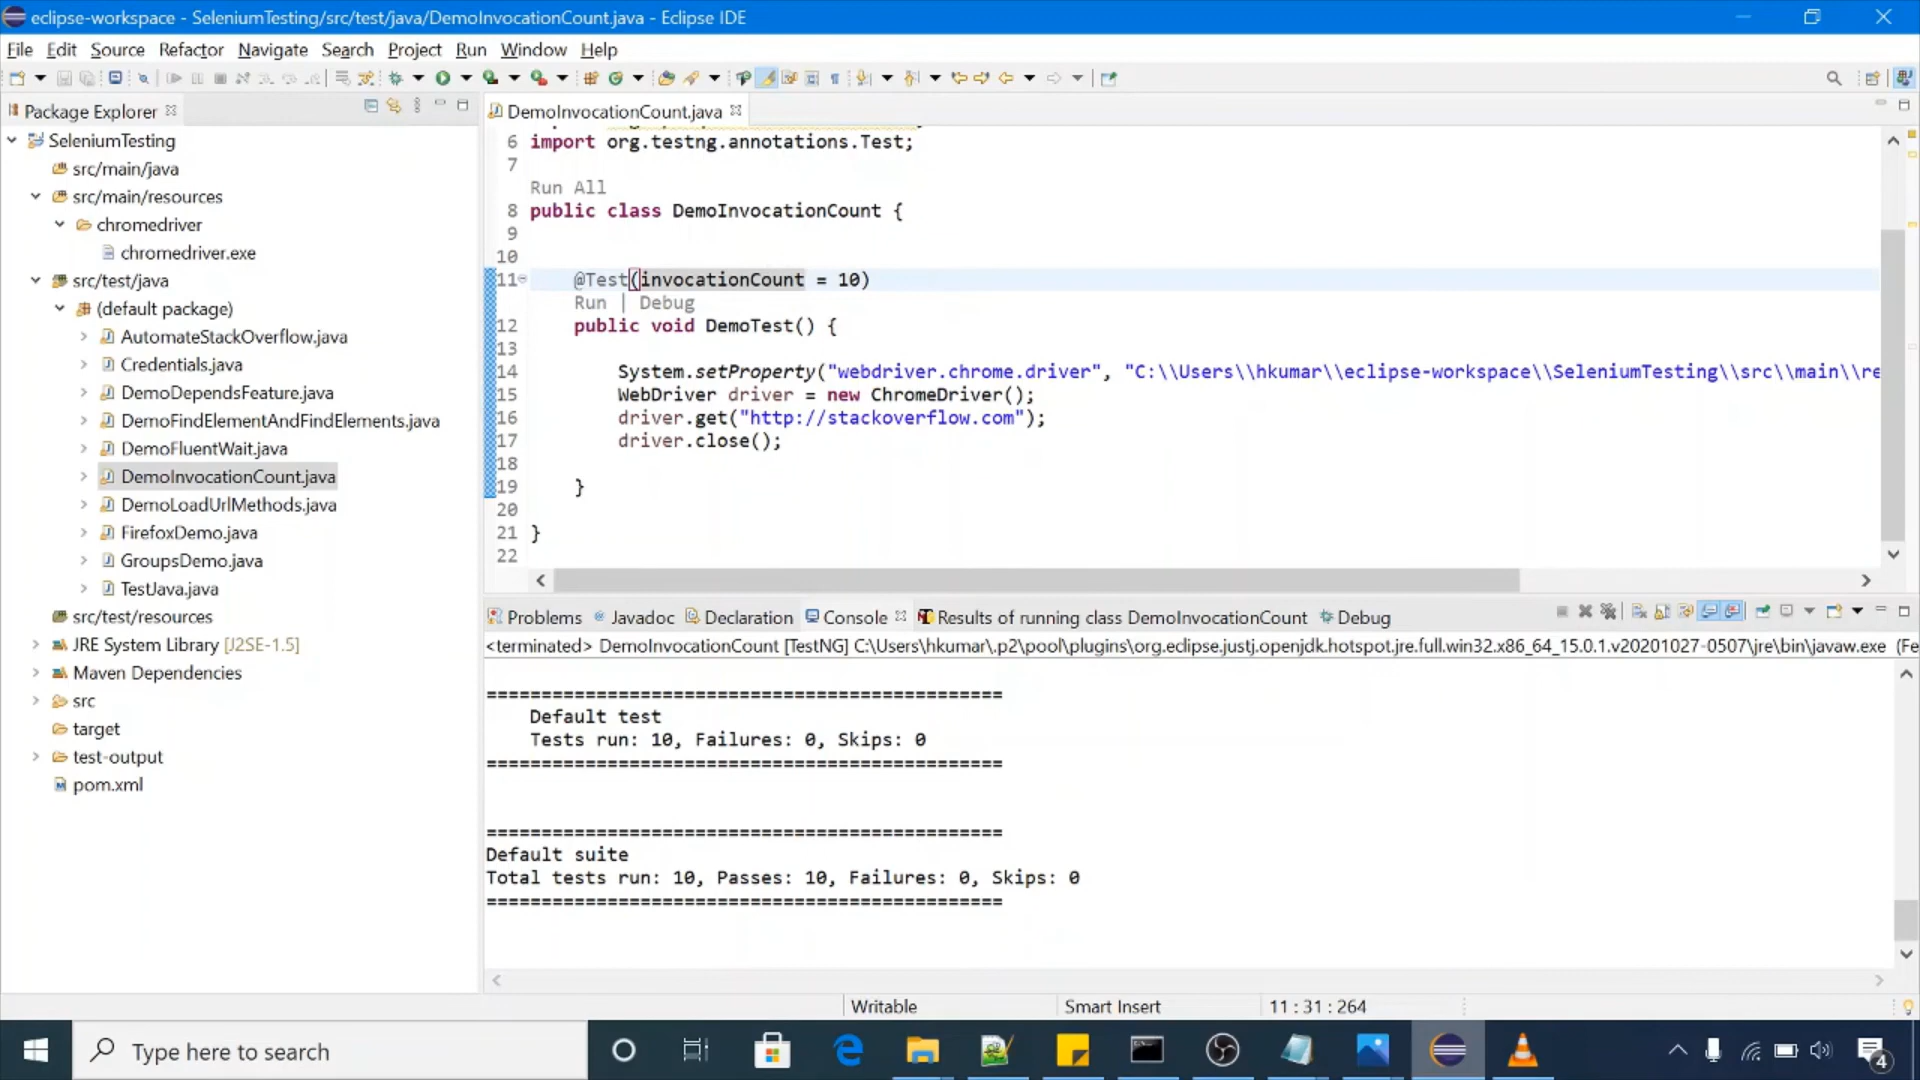 eclipse-workspace - SeleniumTesting/src/test/java/DemoInvocationCount.java - Eclipse IDE
File Edit Source Refactor Navigate Search Project Run Window Help
Package Explorer
SeleniumTesting
src/main/java
src/main/resources
chromedriver
chromedriver.exe
src/test/java
(default package)
AutomateStackOverflow.java
Credentials.java
DemoDependsFeature.java
DemoFindElementAndFindElements.java
DemoFluentWait.java
DemoInvocationCount.java
DemoLoadUrlMethods.java
FirefoxDemo.java
GroupsDemo.java
TestJava.java
src/test/resources
JRE System Library [J2SE-1.5]
Maven Dependencies
src
target
test-output
pom.xml
DemoInvocationCount.java
6 import org.testng.annotations.Test;
7
Run All
8 public class DemoInvocationCount {
9
10
11 @Test(invocationCount = 10)
Run | Debug
12 public void DemoTest() {
13
14 System.setProperty("webdriver.chrome.driver", "C:\\Users\\hkumar\\eclipse-workspace\\SeleniumTesting\\src\\main\\re
15 WebDriver driver = new ChromeDriver();
16 driver.get("http://stackoverflow.com");
17 driver.close();
18
19 }
20
21 }
22
Problems Javadoc Declaration Console Results of running class DemoInvocationCount Debug
<terminated> DemoInvocationCount [TestNG] C:\Users\hkumar\.p2\pool\plugins\org.eclipse.justj.openjdk.hotspot.jre.full.win32.x86_64_15.0.1.v20201027-0507\jre\bin\javaw.exe (Fe
===============================================
Default test
Tests run: 10, Failures: 0, Skips: 0
===============================================
===============================================
Default suite
Total tests run: 10, Passes: 10, Failures: 0, Skips: 0
===============================================
Writable Smart Insert 11 : 31 : 264
Type here to search
4